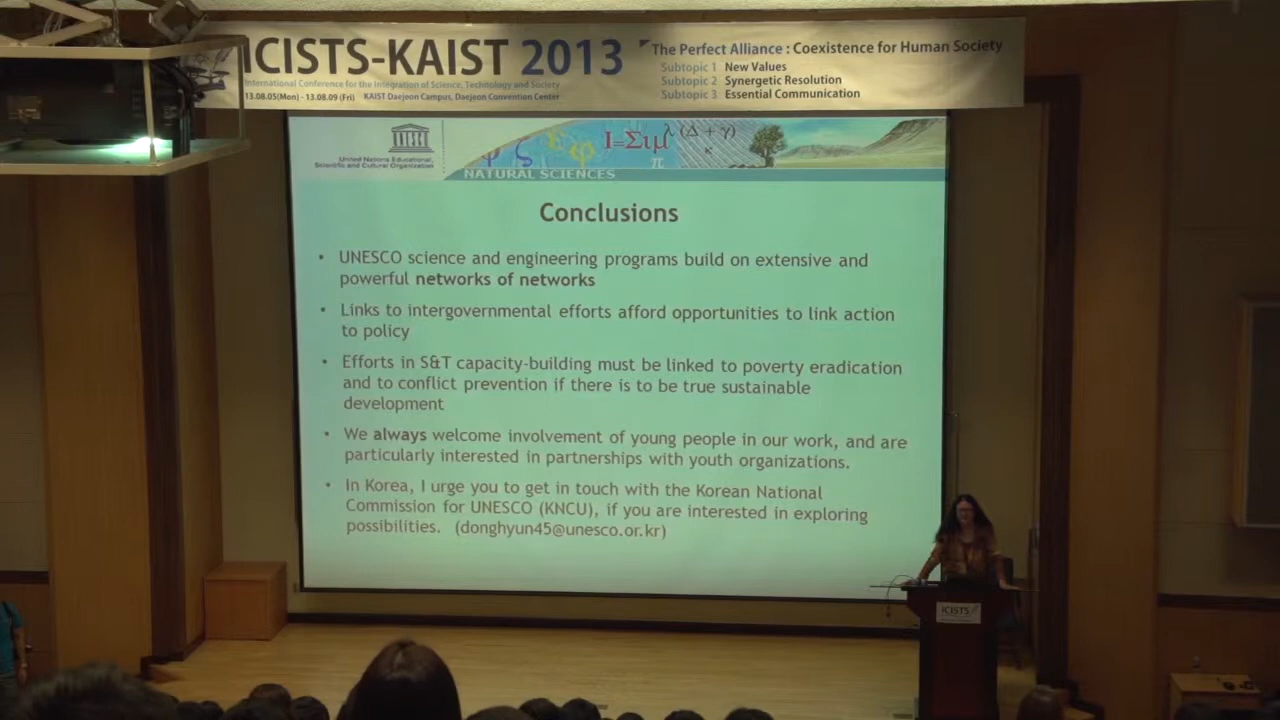 ICISTS-KAIST 2013
International Conference for the Integration of Science, Technology and Society
13.08.05(Mon) - 13.08.09 (Fri) KAIST Daejeon Campus, Daejeon Convention Center
The Perfect Alliance : Coexistence for Human Society
Subtopic 1 New Values
Subtopic 2 Synergetic Resolution
Subtopic 3 Essential Communication
UNESCO
United Nations Educational,
Scientific and Cultural Organization
I=Σιμλ(Δ+γ)
κ
π
ψ ς ε φ
NATURAL SCIENCES
Conclusions
• UNESCO science and engineering programs build on extensive and
powerful networks of networks
• Links to intergovernmental efforts afford opportunities to link action
to policy
• Efforts in S&T capacity-building must be linked to poverty eradication
and to conflict prevention if there is to be true sustainable
development
• We always welcome involvement of young people in our work, and are
particularly interested in partnerships with youth organizations.
• In Korea, I urge you to get in touch with the Korean National
Commission for UNESCO (KNCU), if you are interested in exploring
possibilities. (donghyun45@unesco.or.kr)
ICISTS